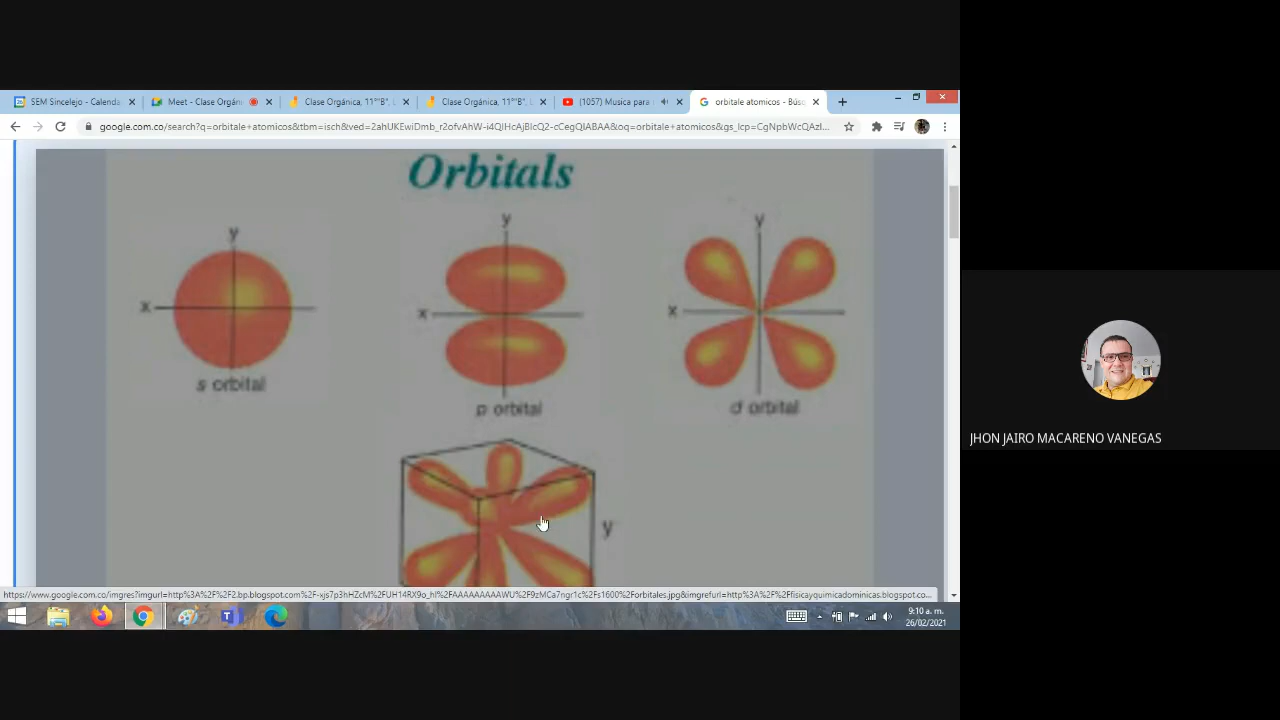 SEM Sincelejo - Calenda
Meet - Clase Orgáni
Clase Orgánica, 11°"B",
Clase Orgánica, 11°"B",
(1057) Musica para
orbitale atomicos - Bús
google.com.co/search?q=orbitale+atomicos&tbm=isch&ved=2ahUKEwiDmb_r2ofvAhW-i4QIHcAjBlcQ2-cCegQIABAA&oq=orbitale+atomicos&gs_lcp=CgNpbWcQAzI...
Orbitals
y
x
s orbital
y
x
p orbital
y
x
d orbital
y
https://www.google.com.co/imgres?imgurl=http%3A%2F%2F2.bp.blogspot.com%2F-xjs7p3hHZcM%2FUH14RX9o_hI%2FAAAAAAAAAWU%2F9zMCa7ngr1c%2Fs1600%2Forbitales.jpg&imgrefurl=http%3A%2F%2Ffisicayquimicadominicas.blogspot.co...
9:10 a. m.
26/02/2021
JHON JAIRO MACARENO VANEGAS